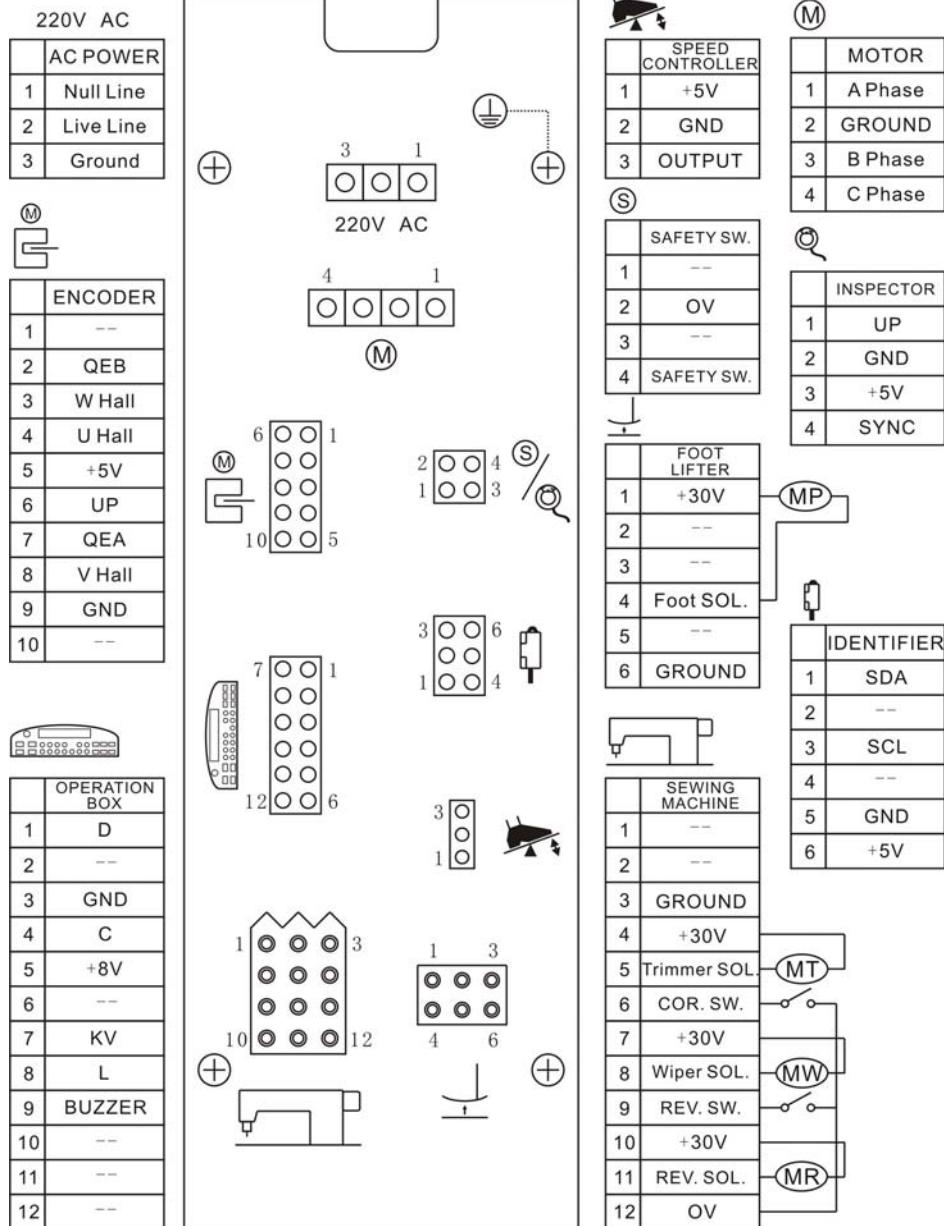 220V AC
AC POWER
1 Null Line
2 Live Line
3 Ground
M
ENCODER
1 --
2 QEB
3 W Hall
4 U Hall
5 +5V
6 UP
7 QEA
8 V Hall
9 GND
10 --
OPERATION
BOX
1 D
2 --
3 GND
4 C
5 +8V
6 --
7 KV
8 L
9 BUZZER
10 --
11 --
12 --
3 1
220V AC
4 1
M
6 1
M
10 5
2 4
S
1 3
3 6
1 4
7 1
12 6
3
1
1 3
10 12
1 3
4 6
SPEED
CONTROLLER
1 +5V
2 GND
3 OUTPUT
S
SAFETY SW.
1 --
2 OV
3 --
4 SAFETY SW.
FOOT
LIFTER
1 +30V MP
2 --
3 --
4 Foot SOL.
5 --
6 GROUND
SEWING
MACHINE
1 --
2 --
3 GROUND
4 +30V
5 Trimmer SOL. MT
6 COR. SW.
7 +30V
8 Wiper SOL. MW
9 REV. SW.
10 +30V
11 REV. SOL. MR
12 OV
M
MOTOR
1 A Phase
2 GROUND
3 B Phase
4 C Phase
INSPECTOR
1 UP
2 GND
3 +5V
4 SYNC
IDENTIFIER
1 SDA
2 --
3 SCL
4 --
5 GND
6 +5V